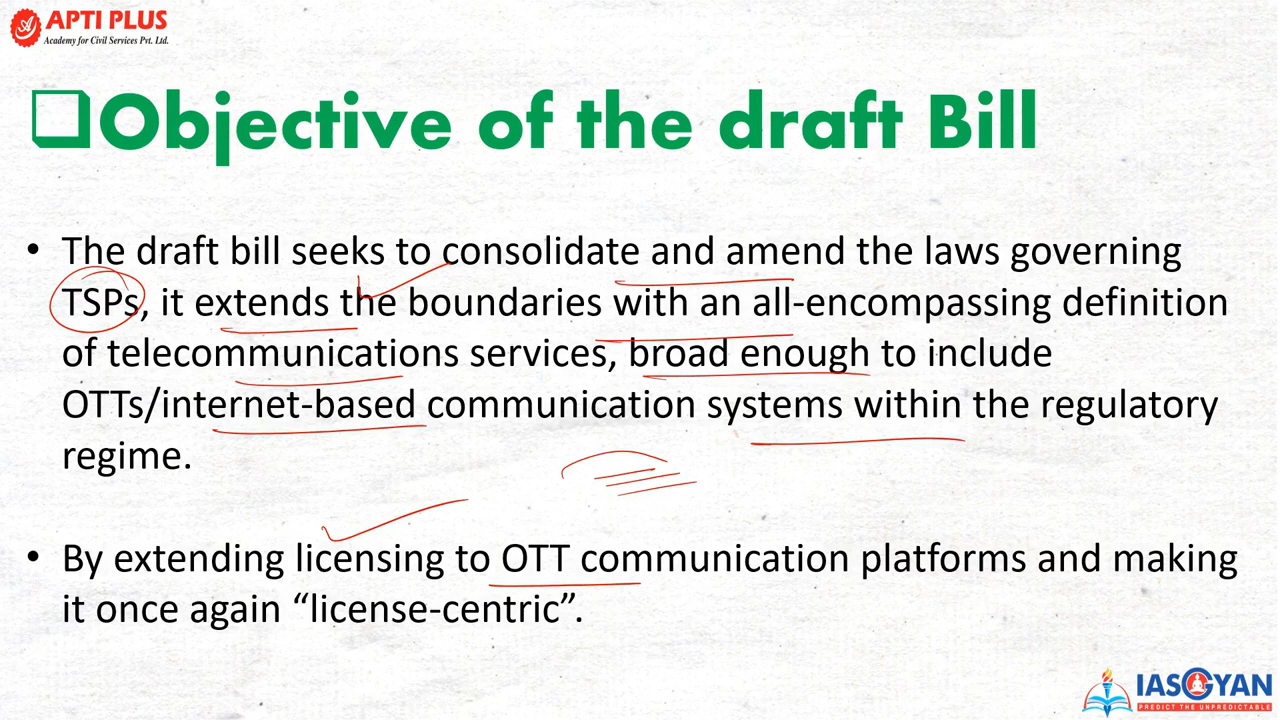 APTI PLUS
Academy for Civil Services Pvt. Ltd.
Objective of the draft Bill
• The draft bill seeks to consolidate and amend the laws governing
TSPs, it extends the boundaries with an all-encompassing definition
of telecommunications services, broad enough to include
OTTs/internet-based communication systems within the regulatory
regime.
• By extending licensing to OTT communication platforms and making
it once again “license-centric”.
IASGYAN
PREDICT THE UNPREDICTABLE